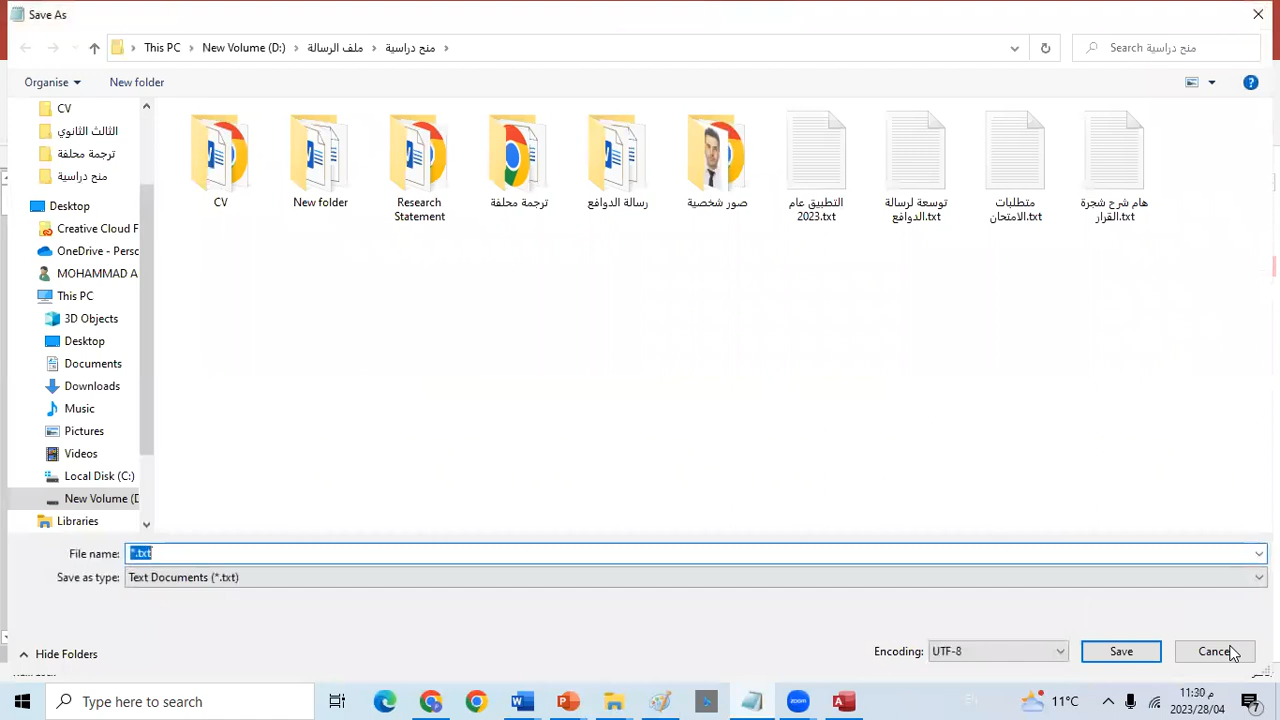 Save As
This PC
New Volume (D:)
ملف الرسالة
منح دراسية
Search منح دراسية
Organise
New folder
CV
الثالث الثانوي
ترجمة محلفة
منح دراسية
Desktop
Creative Cloud F
OneDrive - Perso
MOHAMMAD A
This PC
3D Objects
Desktop
Documents
Downloads
Music
Pictures
Videos
Local Disk (C:)
New Volume (D
Libraries
CV
New folder
Research
Statement
ترجمة محلفة
رسالة الدوافع
صور شخصية
التطبيق عام
2023.txt
توسعة لرسالة
الدوافع.txt
متطلبات
الامتحان.txt
هام شرح شجرة
القرار.txt
File name:
*.txt
Save as type:
Text Documents (*.txt)
Hide Folders
Encoding:
UTF-8
Save
Cancel
Type here to search
zoom
11°C
11:30 م
2023/28/04
7